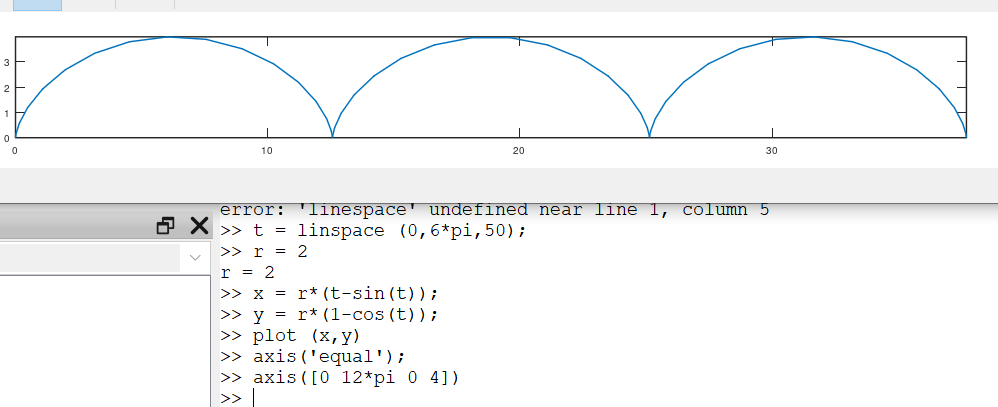 3
2
1
0
0 10 20 30
error: 'linespace' undefined near line 1, column 5
>> t = linspace (0,6*pi,50);
>> r = 2
r = 2
>> x = r*(t-sin(t));
>> y = r*(1-cos(t));
>> plot (x,y)
>> axis('equal');
>> axis([0 12*pi 0 4])
>>